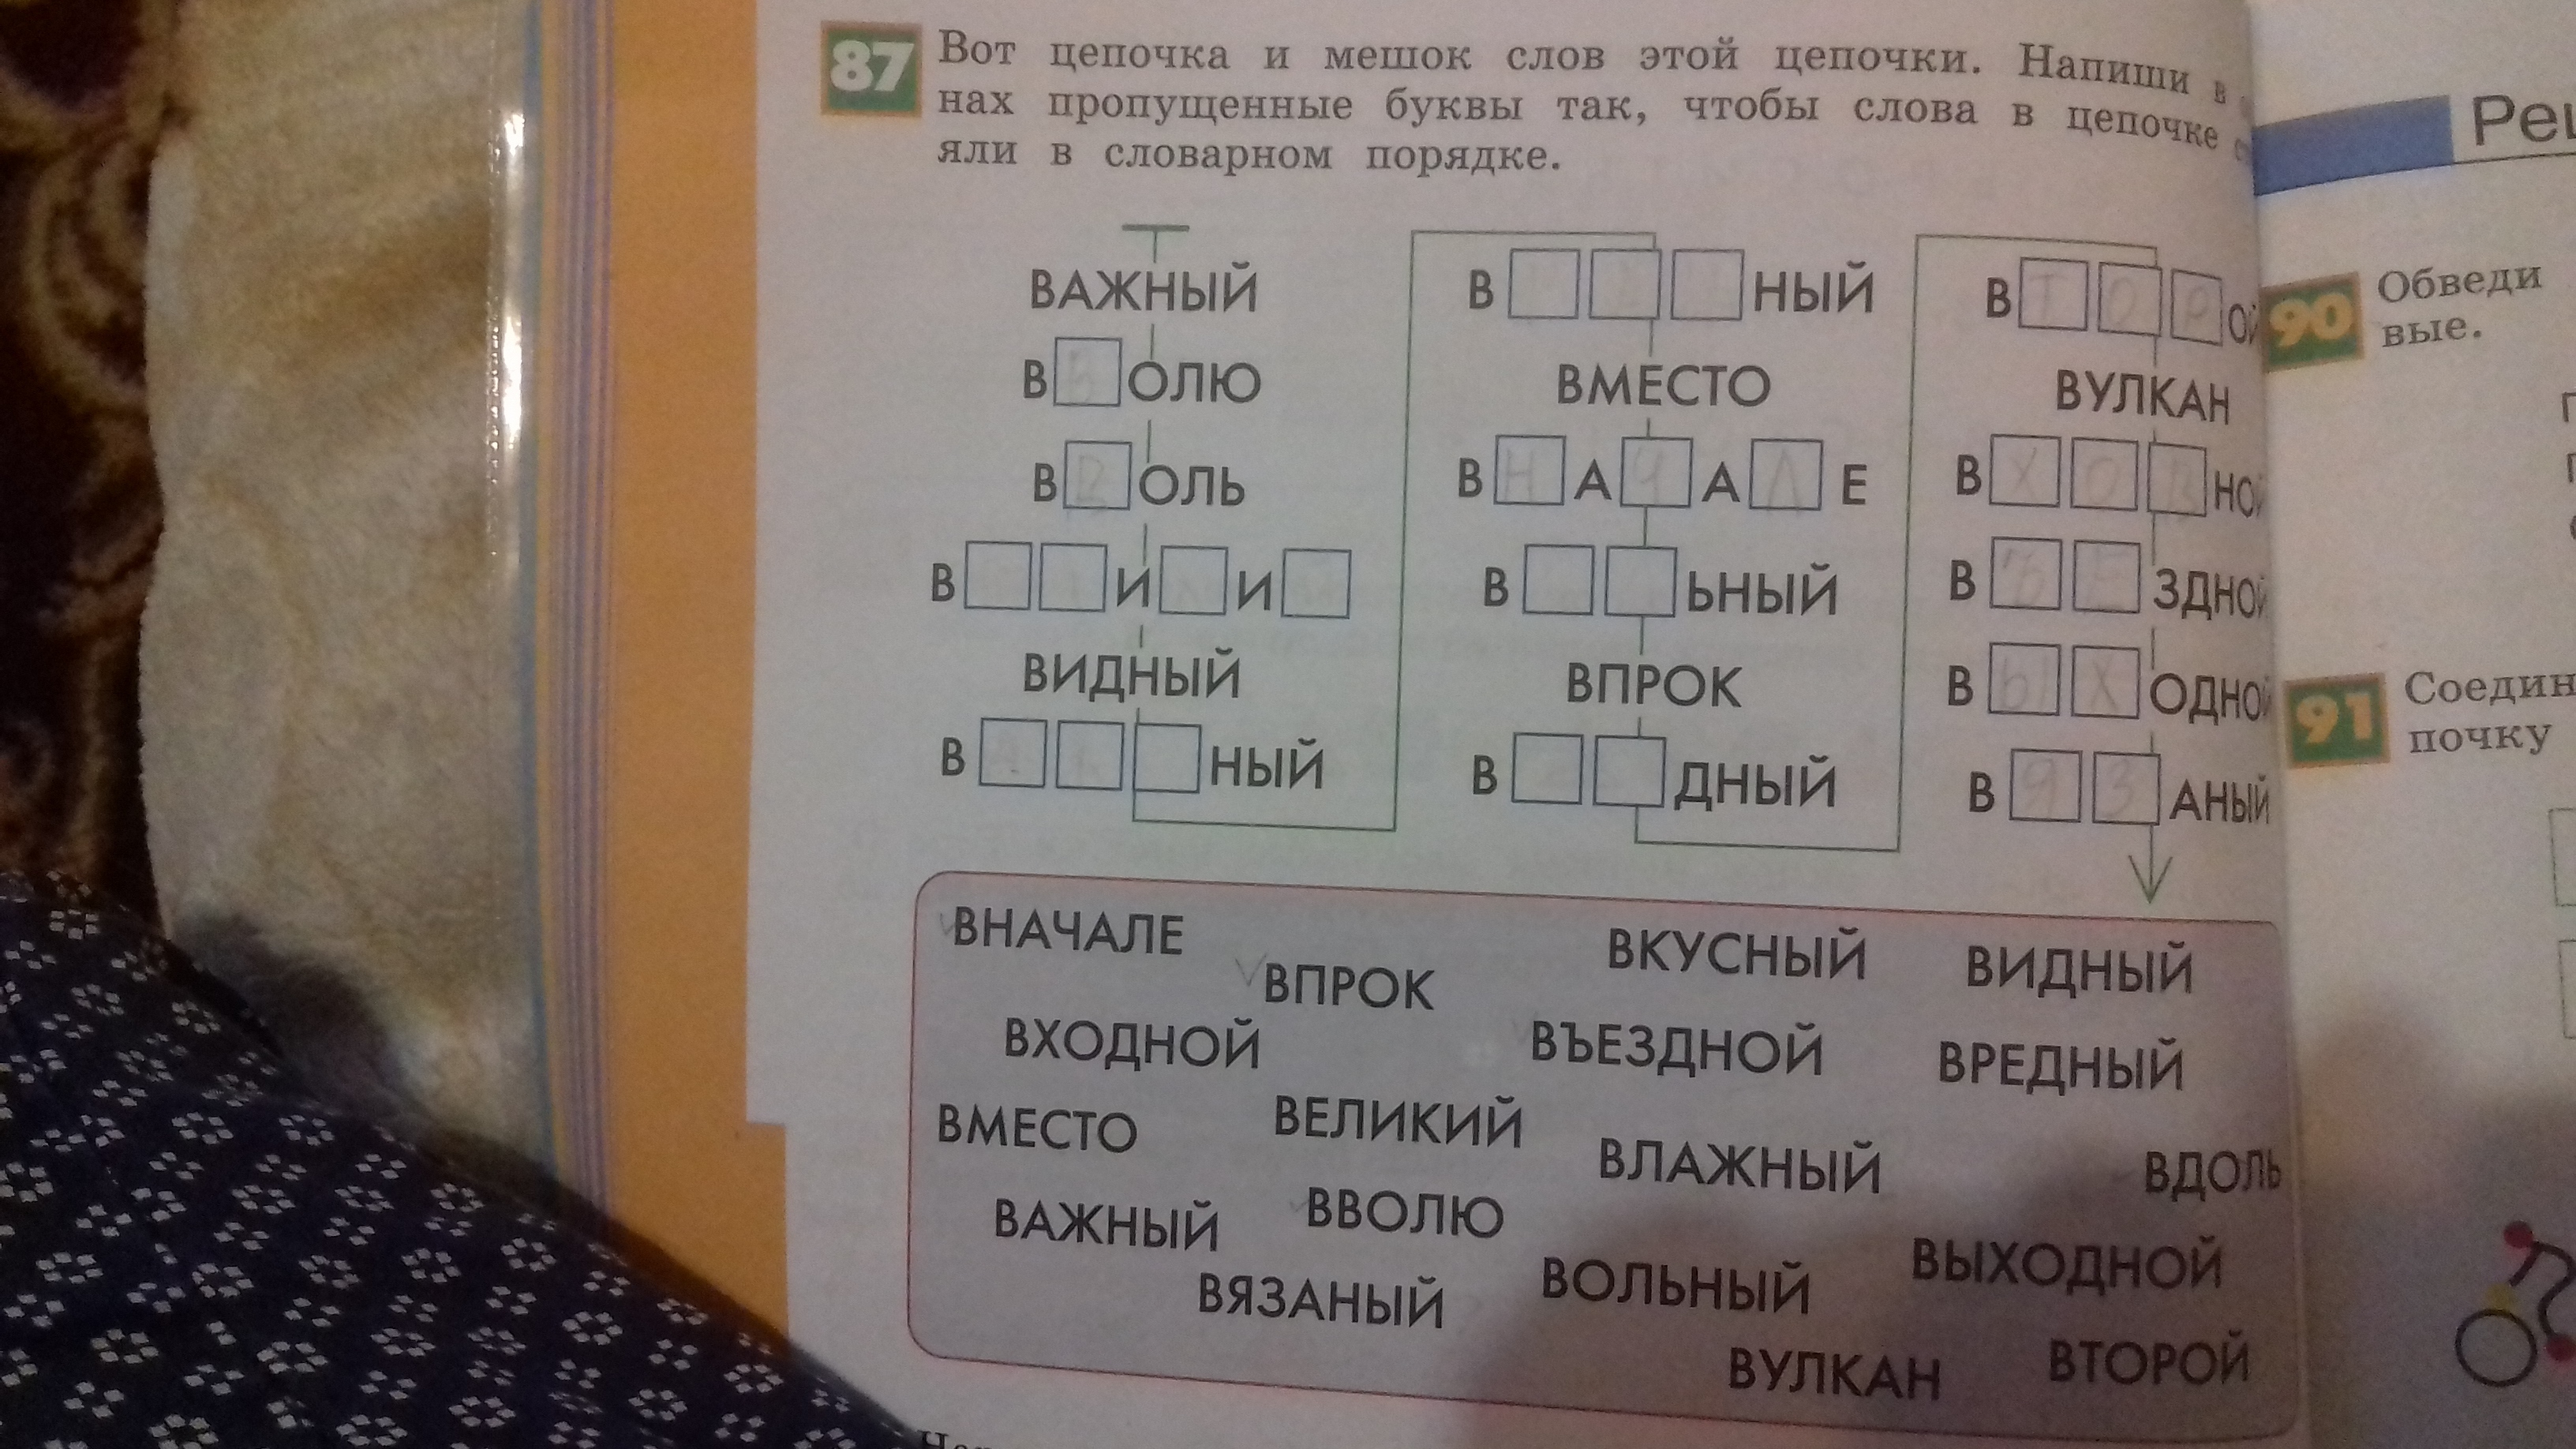 87 Вот цепочка и мешок слов этой цепочки. Напиши в
нах пропущенные буквы так, чтобы слова в цепочке
яли в словарном порядке.
ВАЖНЫЙ
В ОЛЮ
В Д ОЛЬ
В И И
ВИДНЫЙ
В НЫЙ
В НЫЙ
ВМЕСТО
В Н А Ч А Л Е
В ЬНЫЙ
ВПРОК
В ДНЫЙ
В Т О Р ОЙ
ВУЛКАН
В Х О Д НОЙ
В Ъ Е ЗДНОЙ
В Ы Х ОДНОЙ
В Я З АНЫЙ
ВНАЧАЛЕ
ВПРОК
ВКУСНЫЙ
ВИДНЫЙ
ВХОДНОЙ
ВЪЕЗДНОЙ
ВРЕДНЫЙ
ВМЕСТО
ВЕЛИКИЙ
ВЛАЖНЫЙ
ВДОЛЬ
ВАЖНЫЙ
ВВОЛЮ
ВЯЗАНЫЙ
ВОЛЬНЫЙ
ВЫХОДНОЙ
ВУЛКАН
ВТОРОЙ
90 Обведи
вые.
91 Соедин
почку